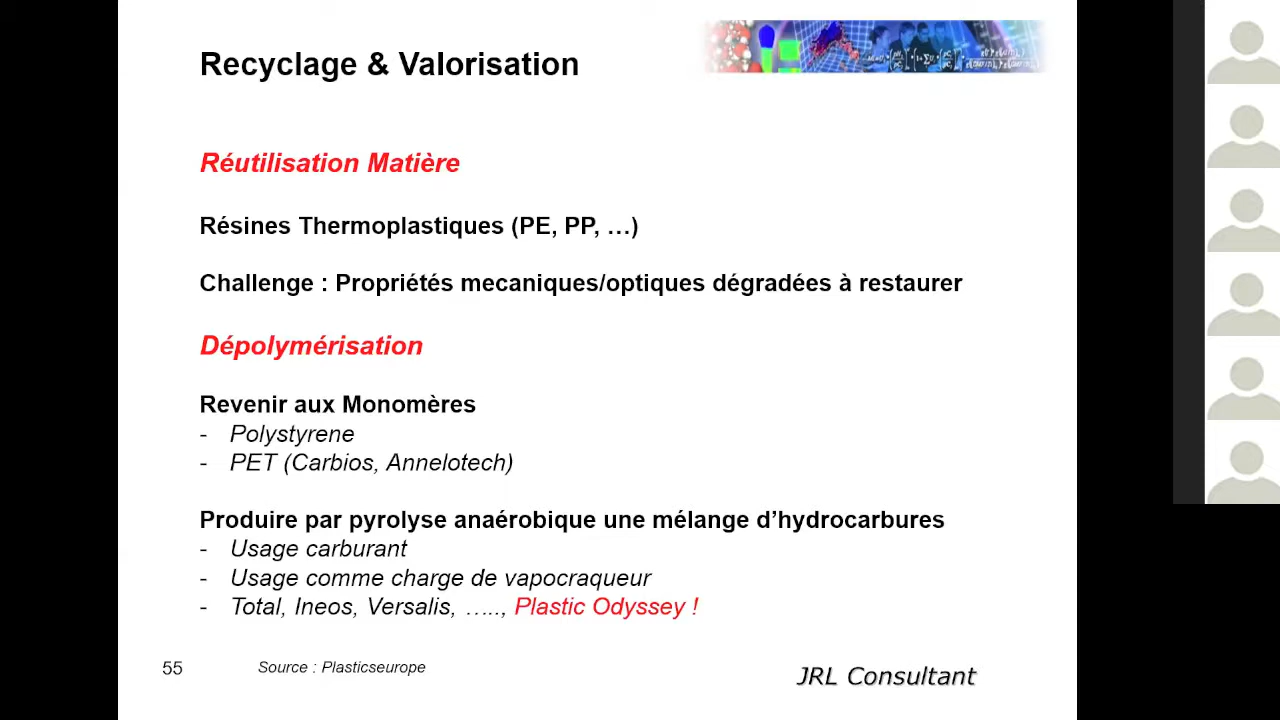 Recyclage & Valorisation
Réutilisation Matière
Résines Thermoplastiques (PE, PP, …)
Challenge : Propriétés mecaniques/optiques dégradées à restaurer
Dépolymérisation
Revenir aux Monomères
- Polystyrene
- PET (Carbios, Annelotech)
Produire par pyrolyse anaérobique une mélange d’hydrocarbures
- Usage carburant
- Usage comme charge de vapocraqueur
- Total, Ineos, Versalis, ….., Plastic Odyssey !
55
Source : Plasticseurope
JRL Consultant